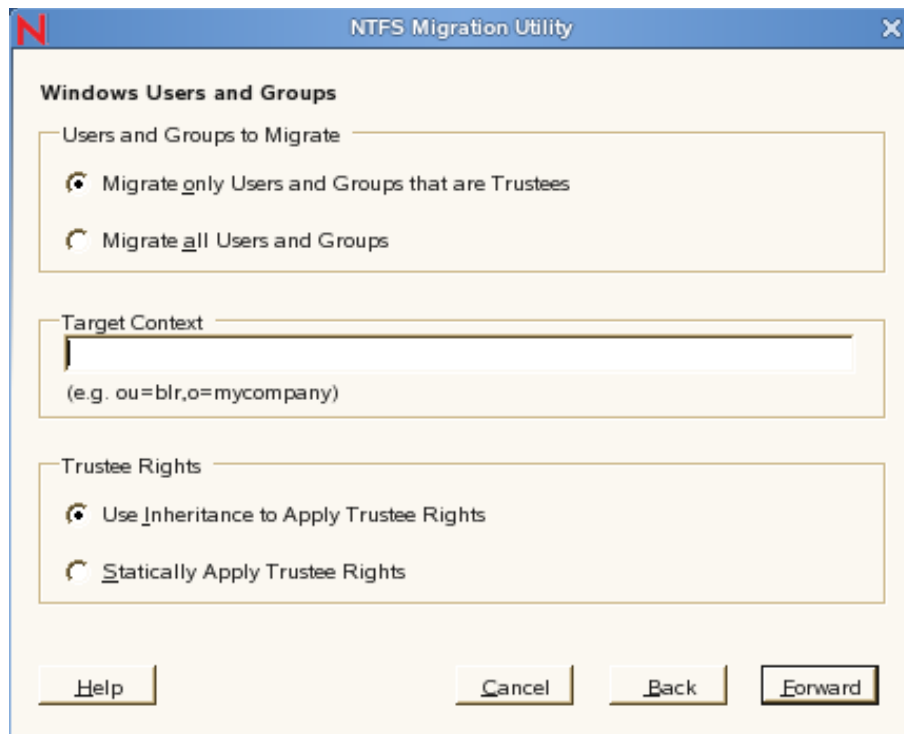 N
NTFS Migration Utility
Windows Users and Groups
Users and Groups to Migrate
Migrate only Users and Groups that are Trustees
Migrate all Users and Groups
Target Context
(e.g. ou=blr,o=mycompany)
Trustee Rights
Use Inheritance to Apply Trustee Rights
Statically Apply Trustee Rights
Help
Cancel
Back
Forward